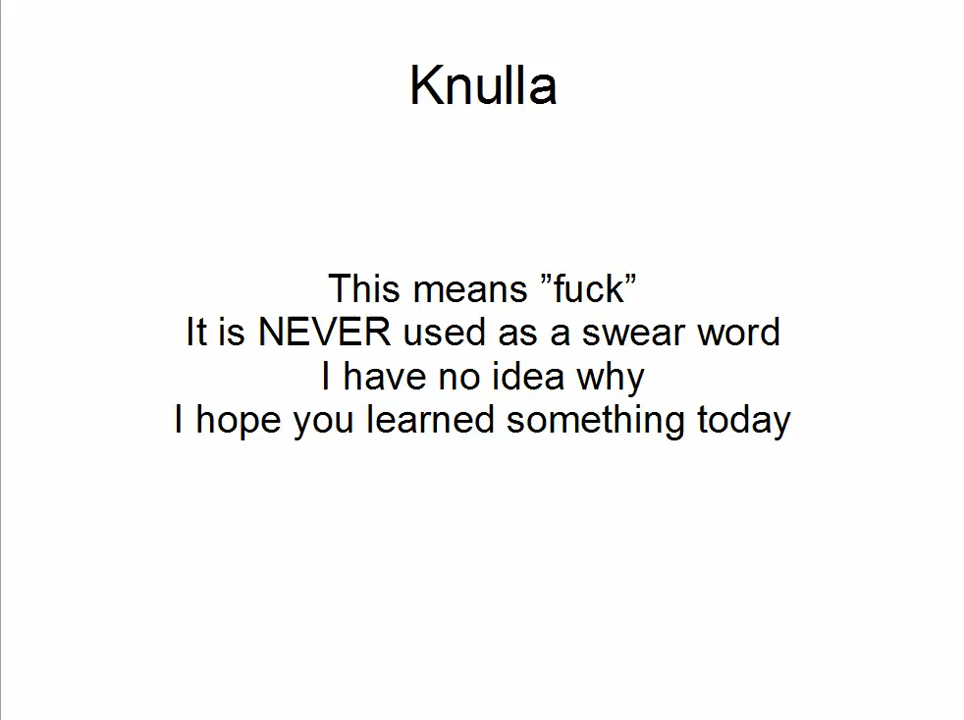 Knulla
This means ”fuck”
It is NEVER used as a swear word
I have no idea why
I hope you learned something today